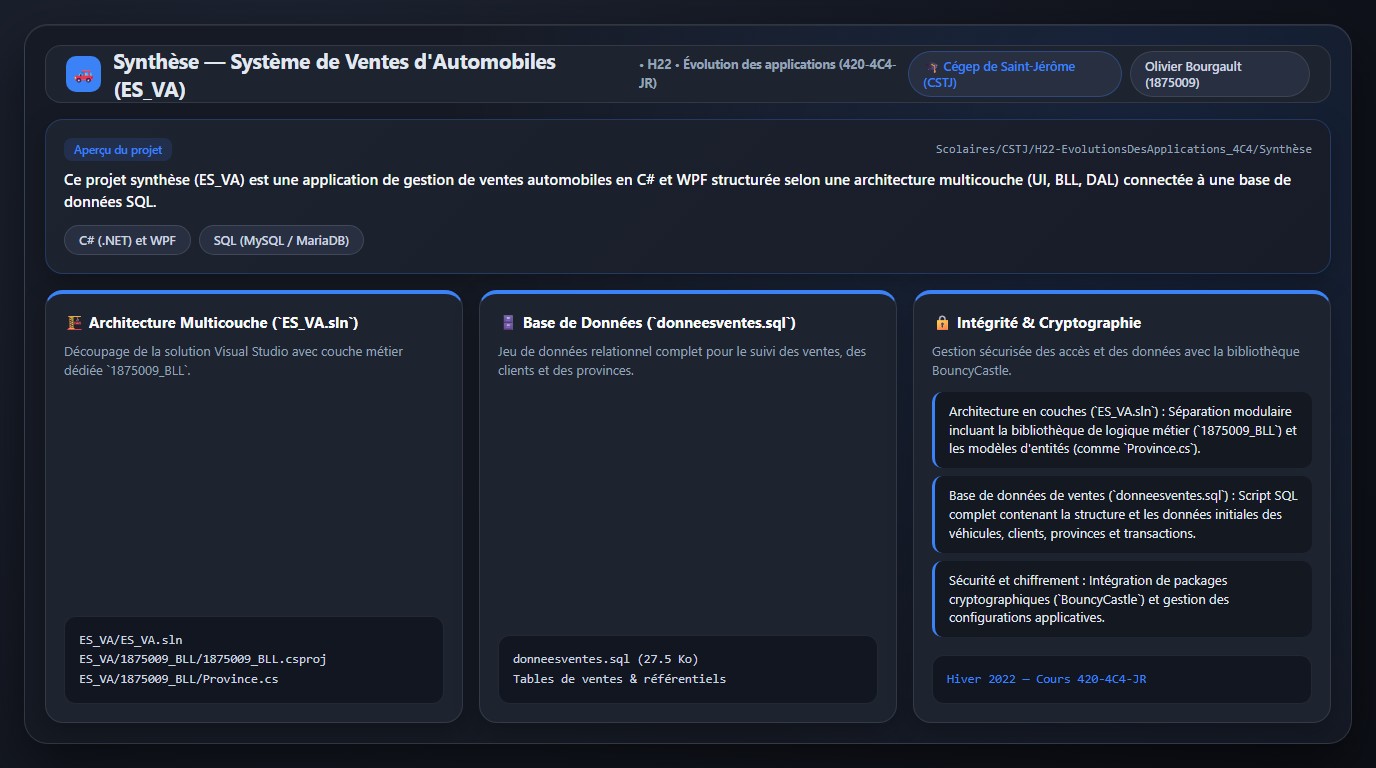 Synthèse — Système de Ventes d'Automobiles
(ES_VA)
• H22 • Évolution des applications (420-4C4-
JR)
Cégep de Saint-Jérôme
(CSTJ)
Olivier Bourgault
(1875009)
Aperçu du projet
Scolaires/CSTJ/H22-EvolutionsDesApplications_4C4/Synthèse
Ce projet synthèse (ES_VA) est une application de gestion de ventes automobiles en C# et WPF structurée selon une architecture multicouche (UI, BLL, DAL) connectée à une base de
données SQL.
C# (.NET) et WPF
SQL (MySQL / MariaDB)
Architecture Multicouche (`ES_VA.sln`)
Découpage de la solution Visual Studio avec couche métier
dédiée `1875009_BLL`.
ES_VA/ES_VA.sln
ES_VA/1875009_BLL/1875009_BLL.csproj
ES_VA/1875009_BLL/Province.cs
Base de Données (`donneesventes.sql`)
Jeu de données relationnel complet pour le suivi des ventes, des
clients et des provinces.
donneesventes.sql (27.5 Ko)
Tables de ventes & référentiels
Intégrité & Cryptographie
Gestion sécurisée des accès et des données avec la bibliothèque
BouncyCastle.
Architecture en couches (`ES_VA.sln`) : Séparation modulaire
incluant la bibliothèque de logique métier (`1875009_BLL`) et
les modèles d'entités (comme `Province.cs`).
Base de données de ventes (`donneesventes.sql`) : Script SQL
complet contenant la structure et les données initiales des
véhicules, clients, provinces et transactions.
Sécurité et chiffrement : Intégration de packages
cryptographiques (`BouncyCastle`) et gestion des
configurations applicatives.
Hiver 2022 — Cours 420-4C4-JR